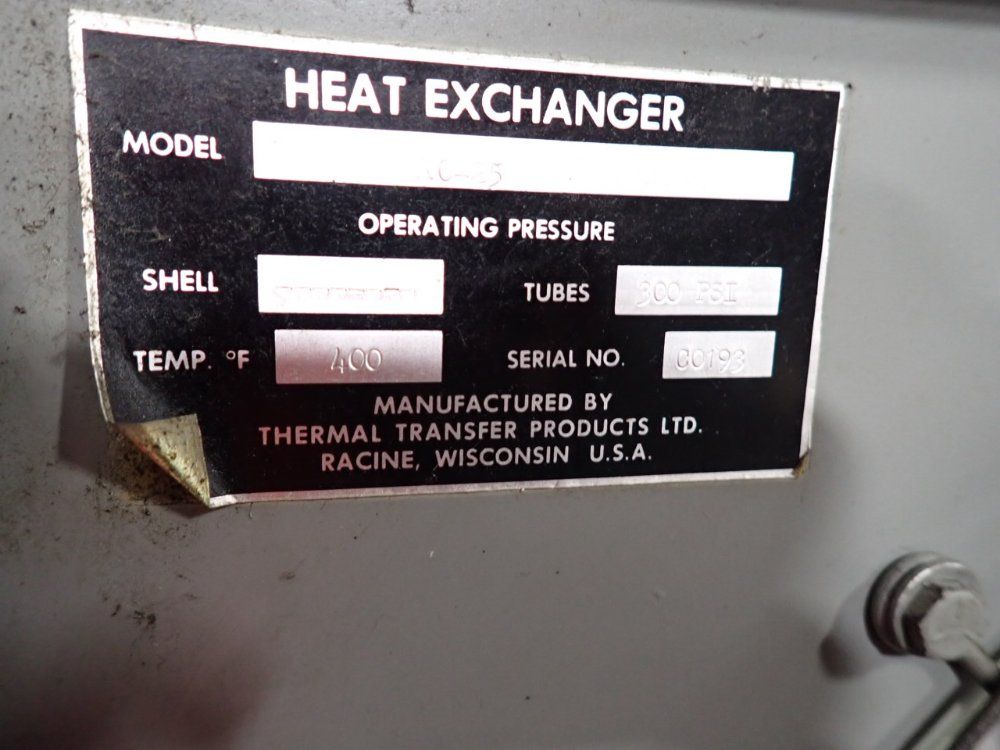 HEAT EXCHANGER
MODEL
OPERATING PRESSURE
SHELL TUBES 300 PSI
TEMP. °F 400 SERIAL NO. 00193
MANUFACTURED BY
THERMAL TRANSFER PRODUCTS LTD.
RACINE, WISCONSIN U.S.A.